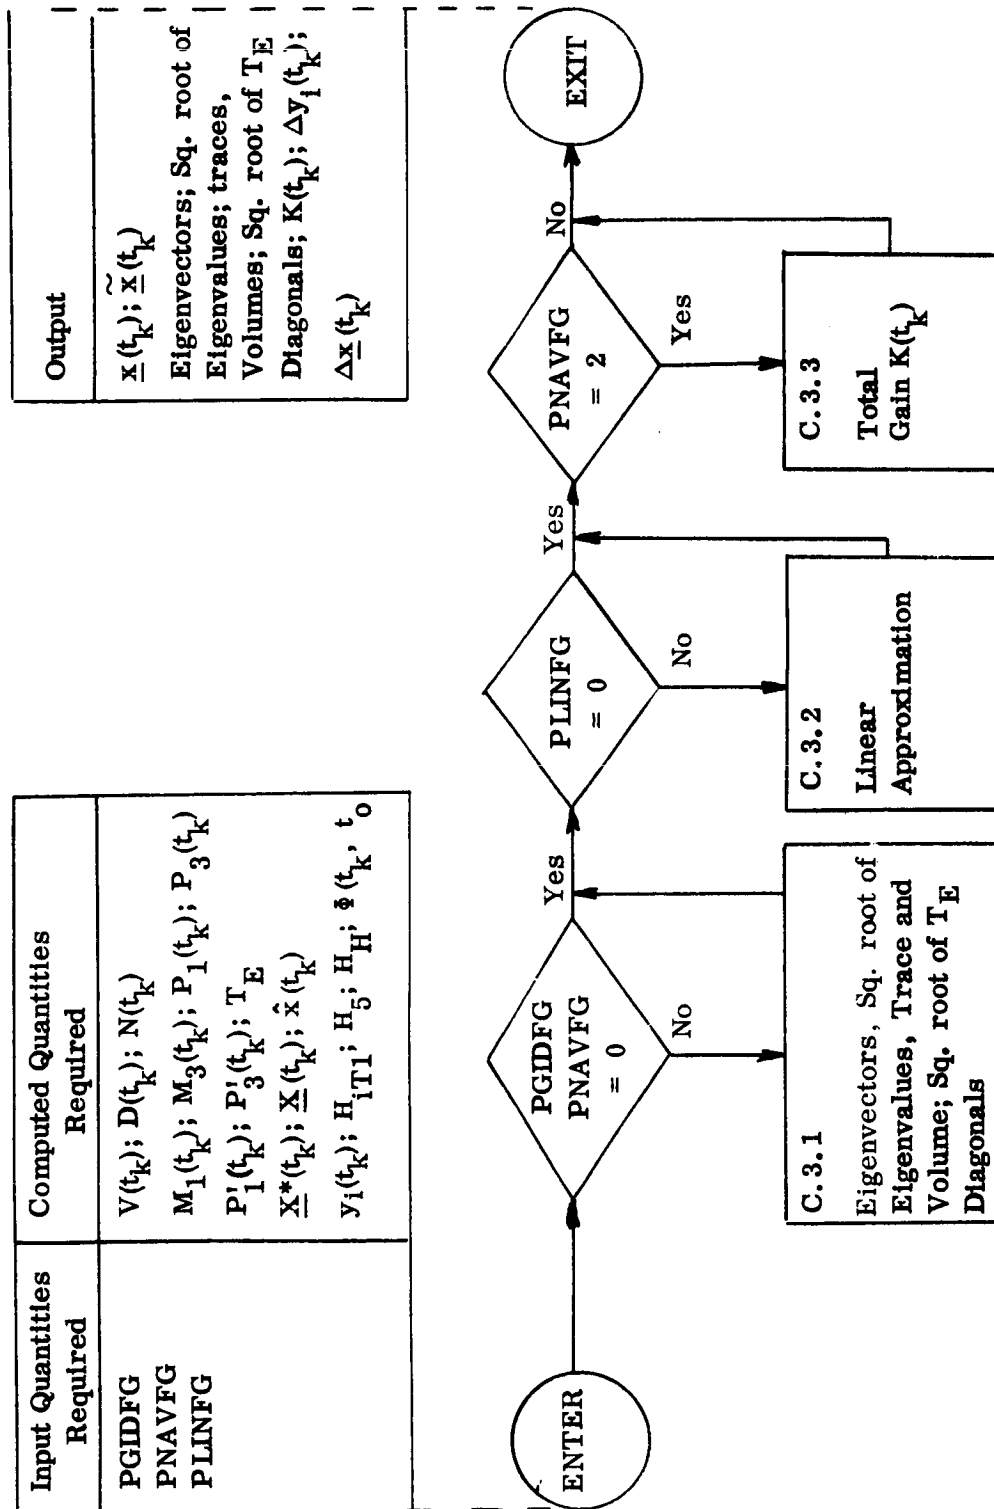 Input Quantities
Required
PGIDFG
PNAVFG
PLINFG
Computed Quantities
Required
V(t_k); D(t_k); N(t_k)
M_1(t_k); M_3(t_k); P_1(t_k); P_3(t_k)
P'_1(t_k); P'_3(t_k); T_E
X*(t_k); X(t_k); x̂(t_k)
y_i(t_k); H_iT1; H_5; H_H; Φ(t_k, t_o
Output
x(t_k); x̃(t_k)
Eigenvectors; Sq. root of
Eigenvalues; traces,
Volumes; Sq. root of T_E
Diagonals; K(t_k); Δy_i(t_k);
Δx(t_k)
ENTER
PGIDFG
PNAVFG
= 0
Yes
No
C.3.1
Eigenvectors, Sq. root of
Eigenvalues, Trace and
Volume; Sq. root of T_E
Diagonals
PLINFG
= 0
Yes
No
C.3.2
Linear
Approximation
PNAVFG
= 2
No
Yes
C.3.3
Total
Gain K(t_k)
EXIT